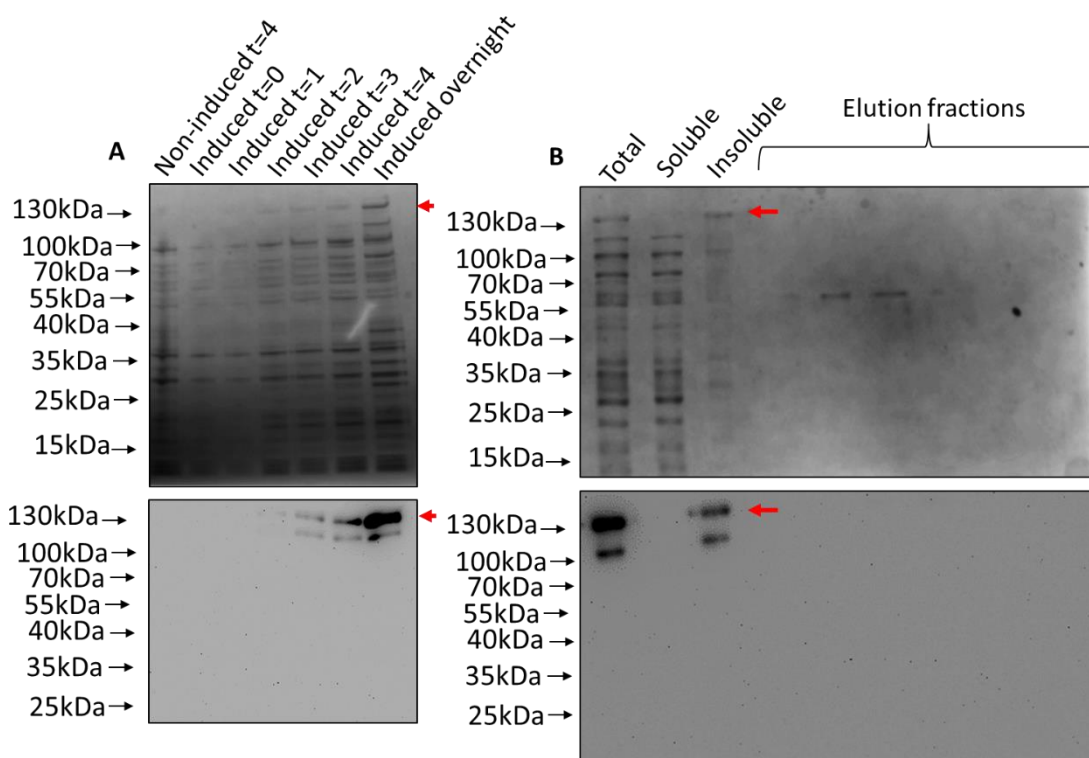 A
Non-induced t=4
Induced t=0
Induced t=1
Induced t=2
Induced t=3
Induced t=4
Induced overnight
130kDa
100kDa
70kDa
55kDa
40kDa
35kDa
25kDa
15kDa
130kDa
100kDa
70kDa
55kDa
40kDa
35kDa
25kDa
B
Total
Soluble
Insoluble
Elution fractions
130kDa
100kDa
70kDa
55kDa
40kDa
35kDa
25kDa
15kDa
130kDa
100kDa
70kDa
55kDa
40kDa
35kDa
25kDa